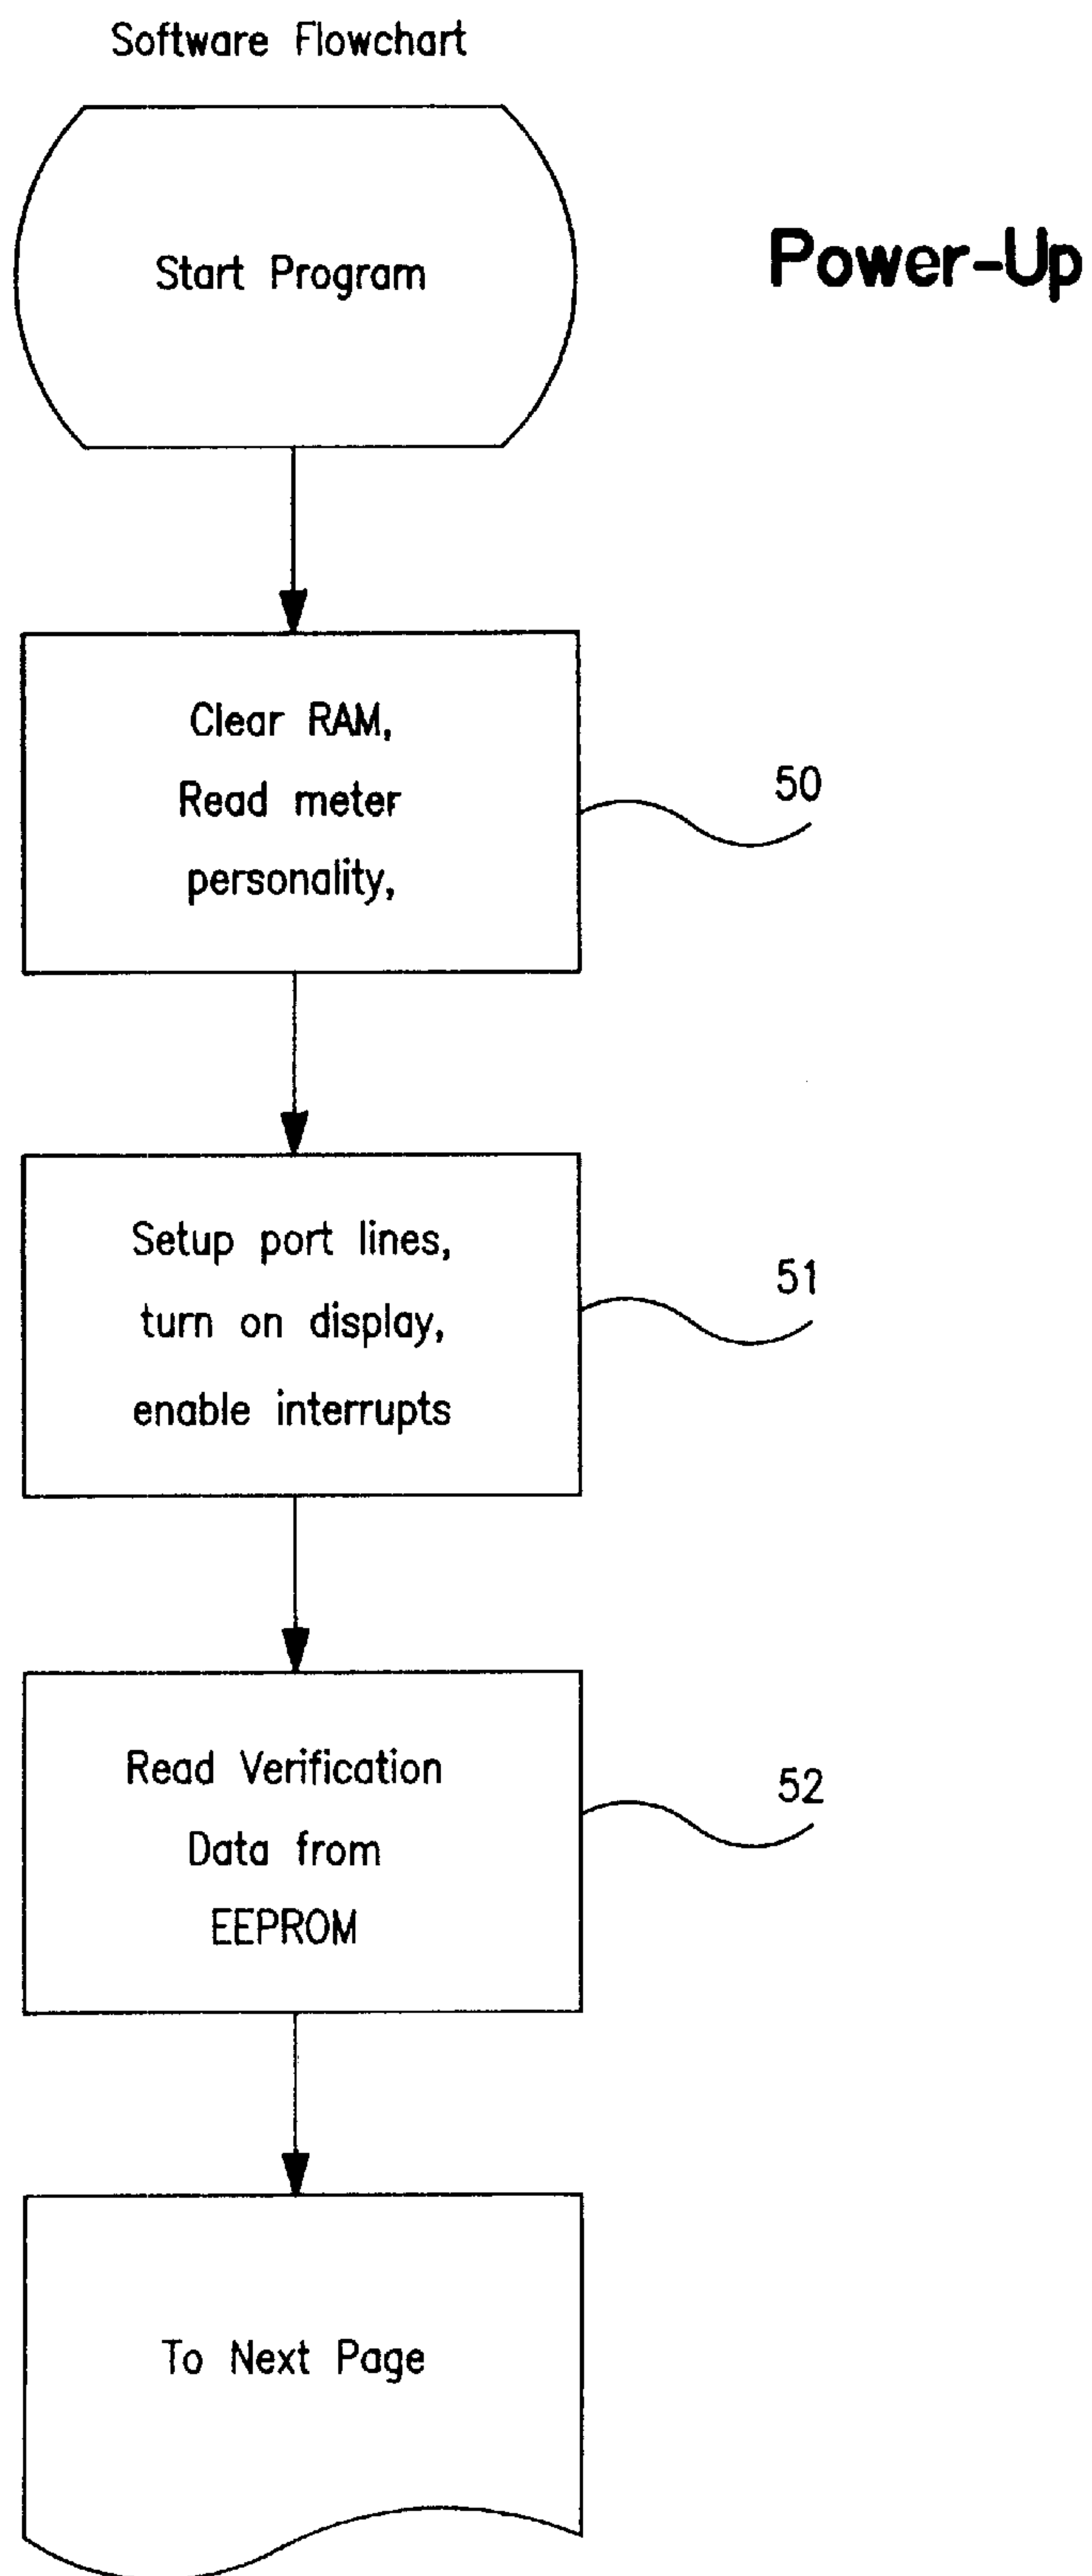 Software Flowchart
Start Program
Power-Up
Clear RAM,
Read meter
personality,
50
Setup port lines,
turn on display,
enable interrupts
51
Read Verification
Data from
EEPROM
52
To Next Page